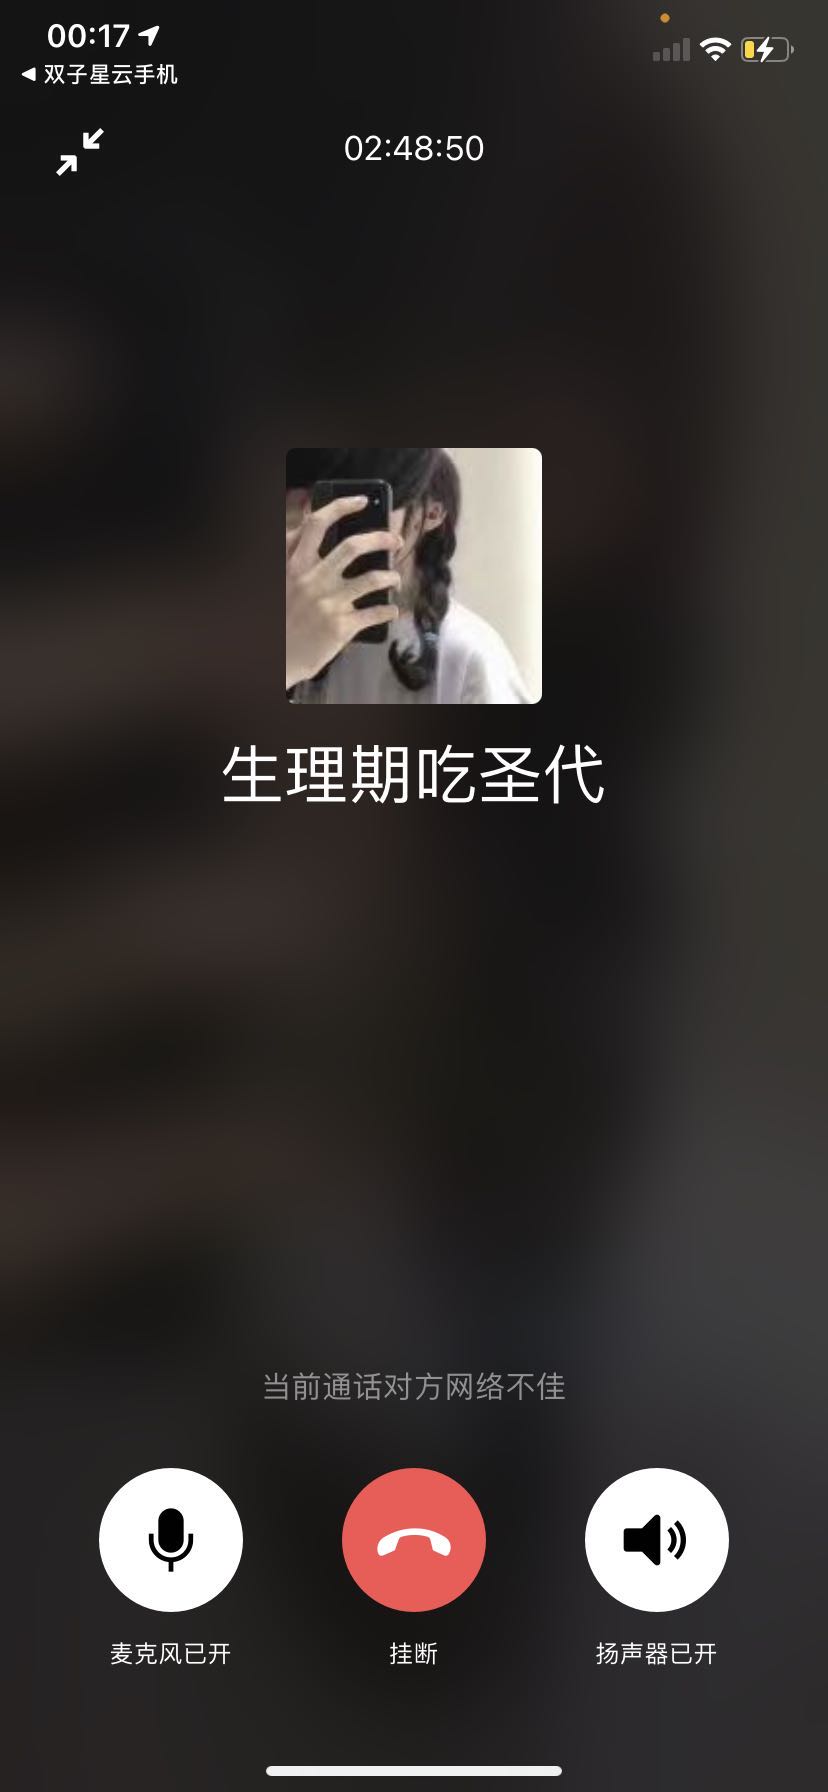 00:17
双子星云手机
02:48:50
生理期吃圣代
当前通话对方网络不佳
麦克风已开
挂断
扬声器已开